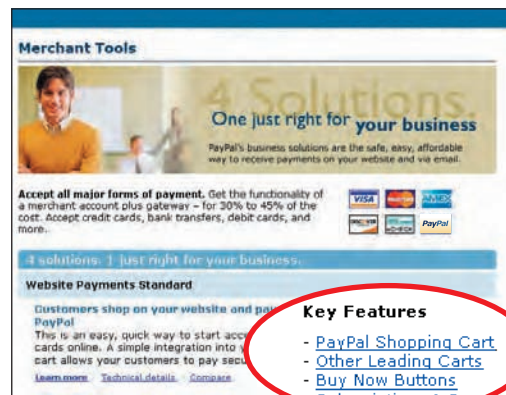 Merchant Tools
4 Solutions.
One just right for your business
PayPal's business solutions are the safe, easy, affordable
way to receive payments on your website and via email.
Accept all major forms of payment. Get the functionality of
a merchant account plus gateway – for 30% to 45% of the
cost. Accept credit cards, bank transfers, debit cards, and
more.
VISA AMEX
PayPal
4 solutions. 1 just right for your business.
Website Payments Standard
Customers shop on your website and
PayPal
This is an easy, quick way to start
cards online. A simple integration into
cart allows your customers to pay
Learn more Technical details Compare
Key Features
- PayPal Shopping Cart
- Other Leading Carts
- Buy Now Buttons